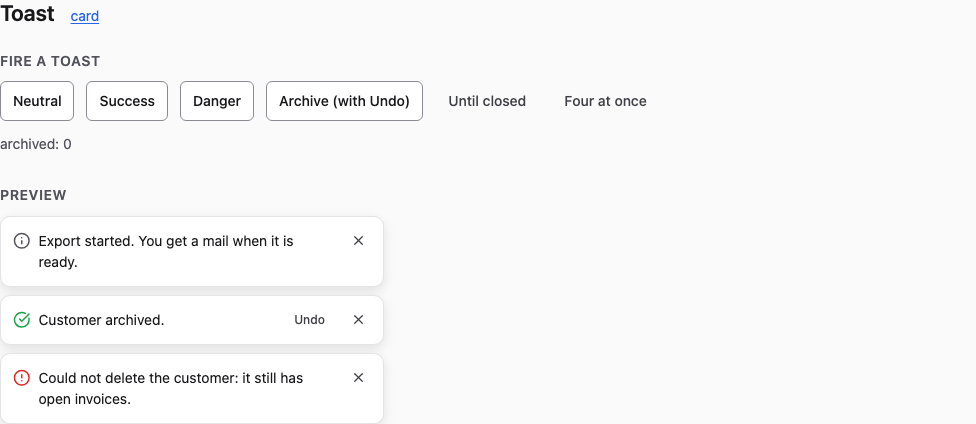 Toast card
FIRE A TOAST
Neutral Success Danger Archive (with Undo) Until closed Four at once
archived: 0
PREVIEW
Export started. You get a mail when it is
ready.
Customer archived. Undo
Could not delete the customer: it still has
open invoices.